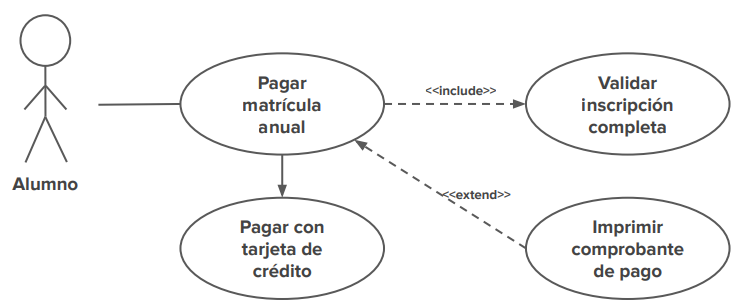 Pagar
matrícula
anual
<<include>>
Validar
inscripción
completa
Alumno
<<extend>>
Pagar con
tarjeta de
crédito
Imprimir
comprobante
de pago